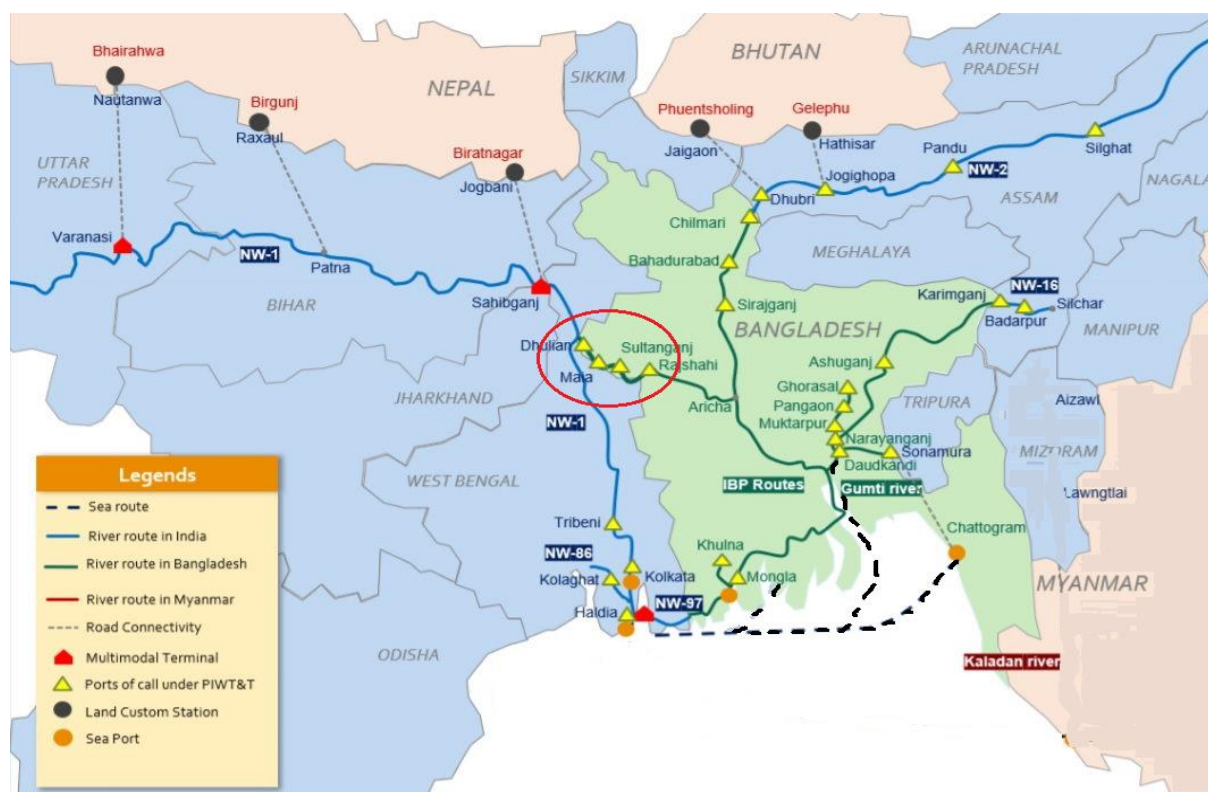 Bhairahwa
Nautanwa
NEPAL
SIKKIM
BHUTAN
ARUNACHAL
PRADESH
Birgunj
Raxaul
Phuentsholing
Gelephu
Jaigaon
Hathisar
Pandu
Silghat
NW-2
UTTAR
PRADESH
Biratnagar
Jogbani
Jogighopa
Dhubri
ASSAM
NAGALA
Chilmari
Varanasi
NW-1
Patna
Bahadurabad
MEGHALAYA
BIHAR
Sahibganj
Sirajganj
Karimganj
NW-16
Silchar
Badarpur
BANGLADESH
MANIPUR
Dhulian
Sultanganj
Maia
Rajshahi
Ashuganj
JHARKHAND
Aricha
Ghorasal
Pangaon
Muktarpur
TRIPURA
Aizawl
NW-1
Narayanganj
Sonamura
Daudkandi
MIZORAM
WEST BENGAL
IBP Routes
Gumti river
Lawngtlai
Tribeni
Chattogram
NW-86
Khulna
Kolaghat
Kolkata
Mongla
MYANMAR
Haldia
NW-97
ODISHA
Kaladan river
Legends
Sea route
River route in India
River route in Bangladesh
River route in Myanmar
Road Connectivity
Multimodal Terminal
Ports of call under PIWT&T
Land Custom Station
Sea Port